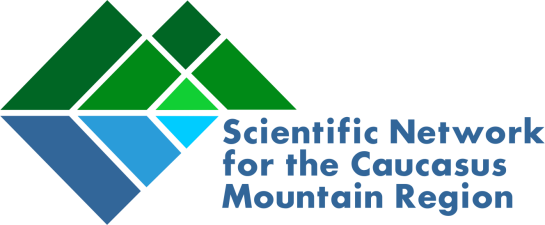 Scientific Network
for the Caucasus
Mountain Region